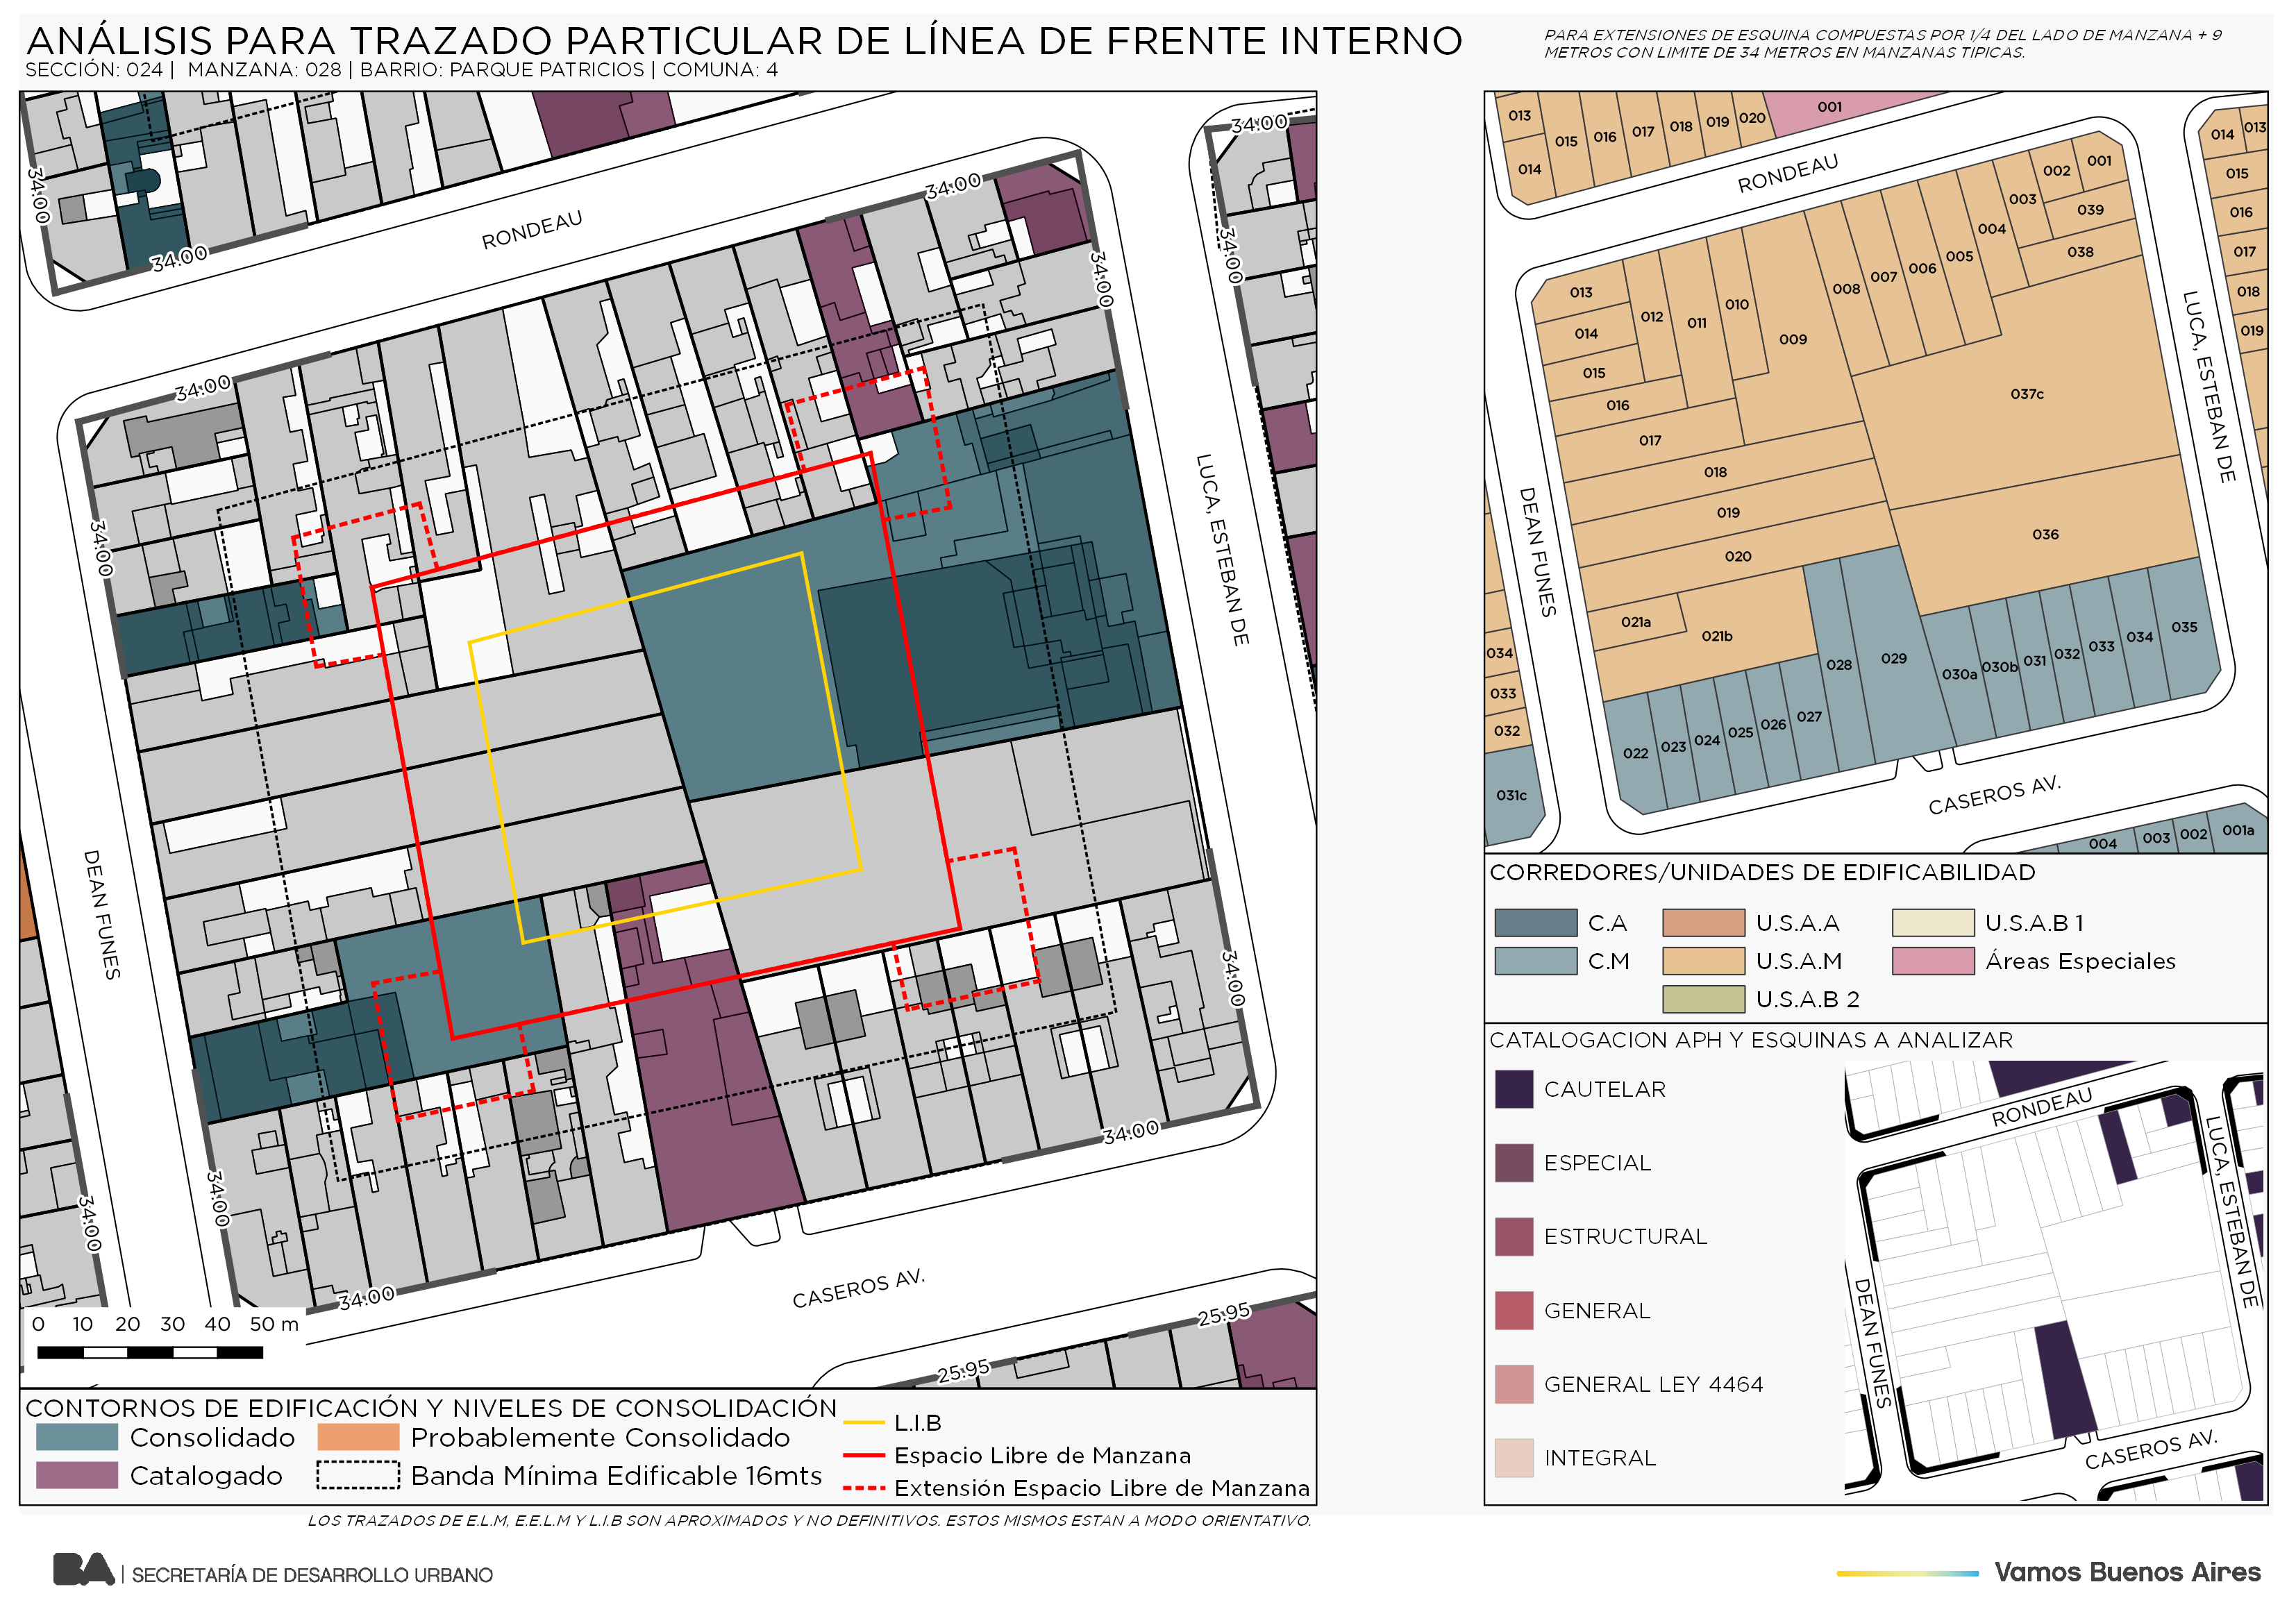 ANÁLISIS PARA TRAZADO PARTICULAR DE LÍNEA DE FRENTE INTERNO
SECCIÓN: 024 | MANZANA: 028 | BARRIO: PARQUE PATRICIOS | COMUNA: 4
PARA EXTENSIONES DE ESQUINA COMPUESTAS POR 1/4 DEL LADO DE MANZANA + 9
METROS CON LIMITE DE 34 METROS EN MANZANAS TIPICAS.
34.00
34.00
RONDEAU
34.00
34.00
34.00
34.00
34.00
34.00
LUCA, ESTEBAN DE
DEAN FUNES
34.00
34.00
34.00
34.00
34.00
CASEROS AV.
25.95
25.95
0 10 20 30 40 50 m
CONTORNOS DE EDIFICACIÓN Y NIVELES DE CONSOLIDACIÓN
Consolidado
Probablemente Consolidado
Catalogado
Banda Mínima Edificable 16mts
L.I.B
Espacio Libre de Manzana
Extensión Espacio Libre de Manzana
LOS TRAZADOS DE E.L.M, E.E.L.M Y L.I.B SON APROXIMADOS Y NO DEFINITIVOS. ESTOS MISMOS ESTAN A MODO ORIENTATIVO.
013
014
015
016
017
018
019
020
001
RONDEAU
014
013
015
016
017
018
019
001
002
003
004
005
006
007
008
009
010
011
012
013
014
015
016
017
018
019
020
021a
021b
039
038
037c
036
022
023
024
025
026
027
028
029
030a
030b
031
032
033
034
035
034
033
032
031c
DEAN FUNES
LUCA, ESTEBAN DE
CASEROS AV.
004
003
002
001a
CORREDORES/UNIDADES DE EDIFICABILIDAD
C.A
U.S.A.A
U.S.A.B 1
C.M
U.S.A.M
Áreas Especiales
U.S.A.B 2
CATALOGACION APH Y ESQUINAS A ANALIZAR
CAUTELAR
ESPECIAL
ESTRUCTURAL
GENERAL
GENERAL LEY 4464
INTEGRAL
RONDEAU
LUCA, ESTEBAN DE
DEAN FUNES
CASEROS AV.
BA | SECRETARÍA DE DESARROLLO URBANO
Vamos Buenos Aires